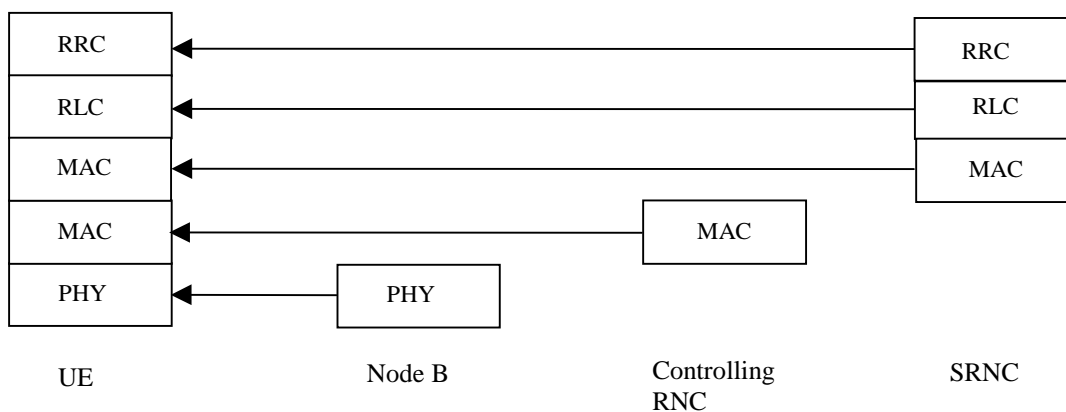 RRC
RRC
RLC
RLC
MAC
MAC
MAC
MAC
PHY
PHY
UE
Node B
Controlling
RNC
SRNC